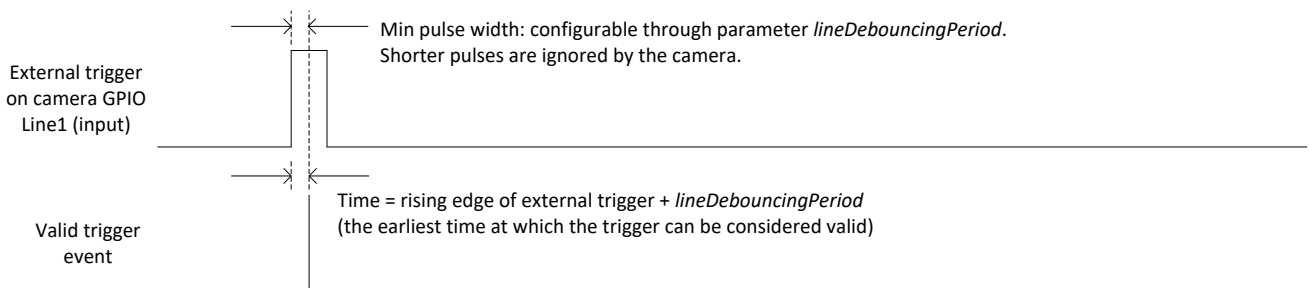 Min pulse width: configurable through parameter lineDebouncingPeriod.
Shorter pulses are ignored by the camera.
External trigger
on camera GPIO
Line1 (input)
Time = rising edge of external trigger + lineDebouncingPeriod
(the earliest time at which the trigger can be considered valid)
Valid trigger
event